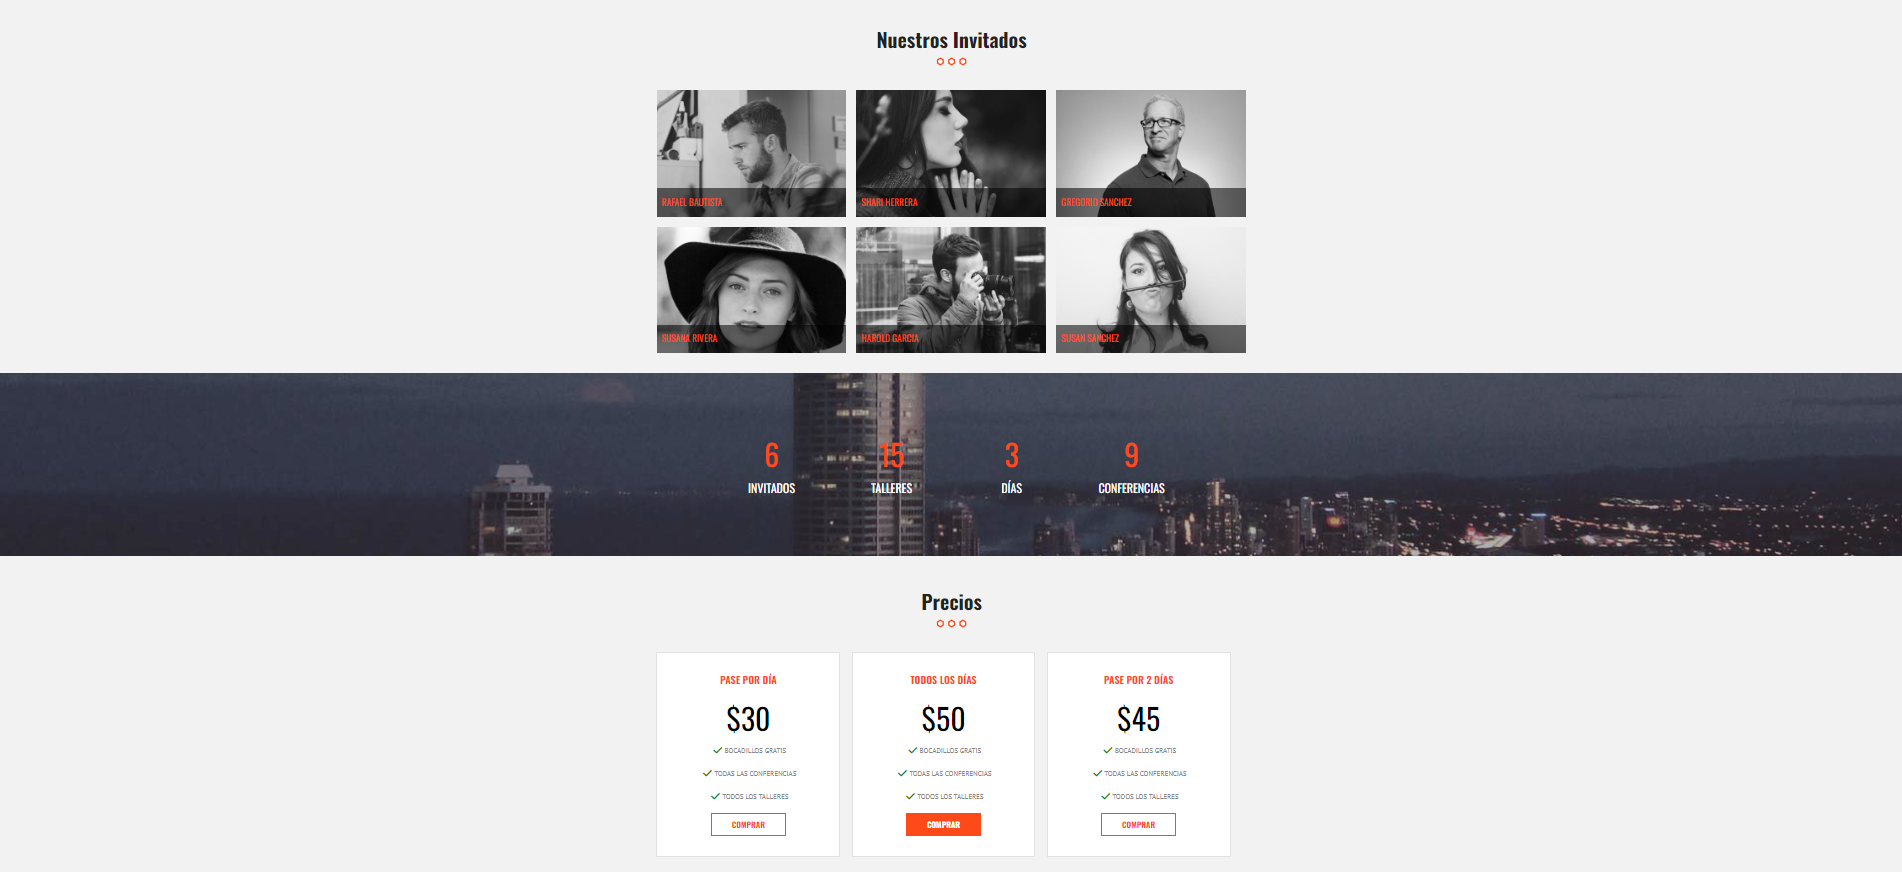 Nuestros Invitados
RAFAEL BAUTISTA
SHARI HERRERA
GREGORIO SANCHEZ
SUSANA RIVERA
HAROLD GARCIA
SUSAN SANCHEZ
6
INVITADOS
15
TALLERES
3
DÍAS
9
CONFERENCIAS
Precios
PASE POR DÍA
$30
BOCADILLOS GRATIS
TODAS LAS CONFERENCIAS
TODOS LOS TALLERES
COMPRAR
TODOS LOS DÍAS
$50
BOCADILLOS GRATIS
TODAS LAS CONFERENCIAS
TODOS LOS TALLERES
COMPRAR
PASE POR 2 DÍAS
$45
BOCADILLOS GRATIS
TODAS LAS CONFERENCIAS
TODOS LOS TALLERES
COMPRAR